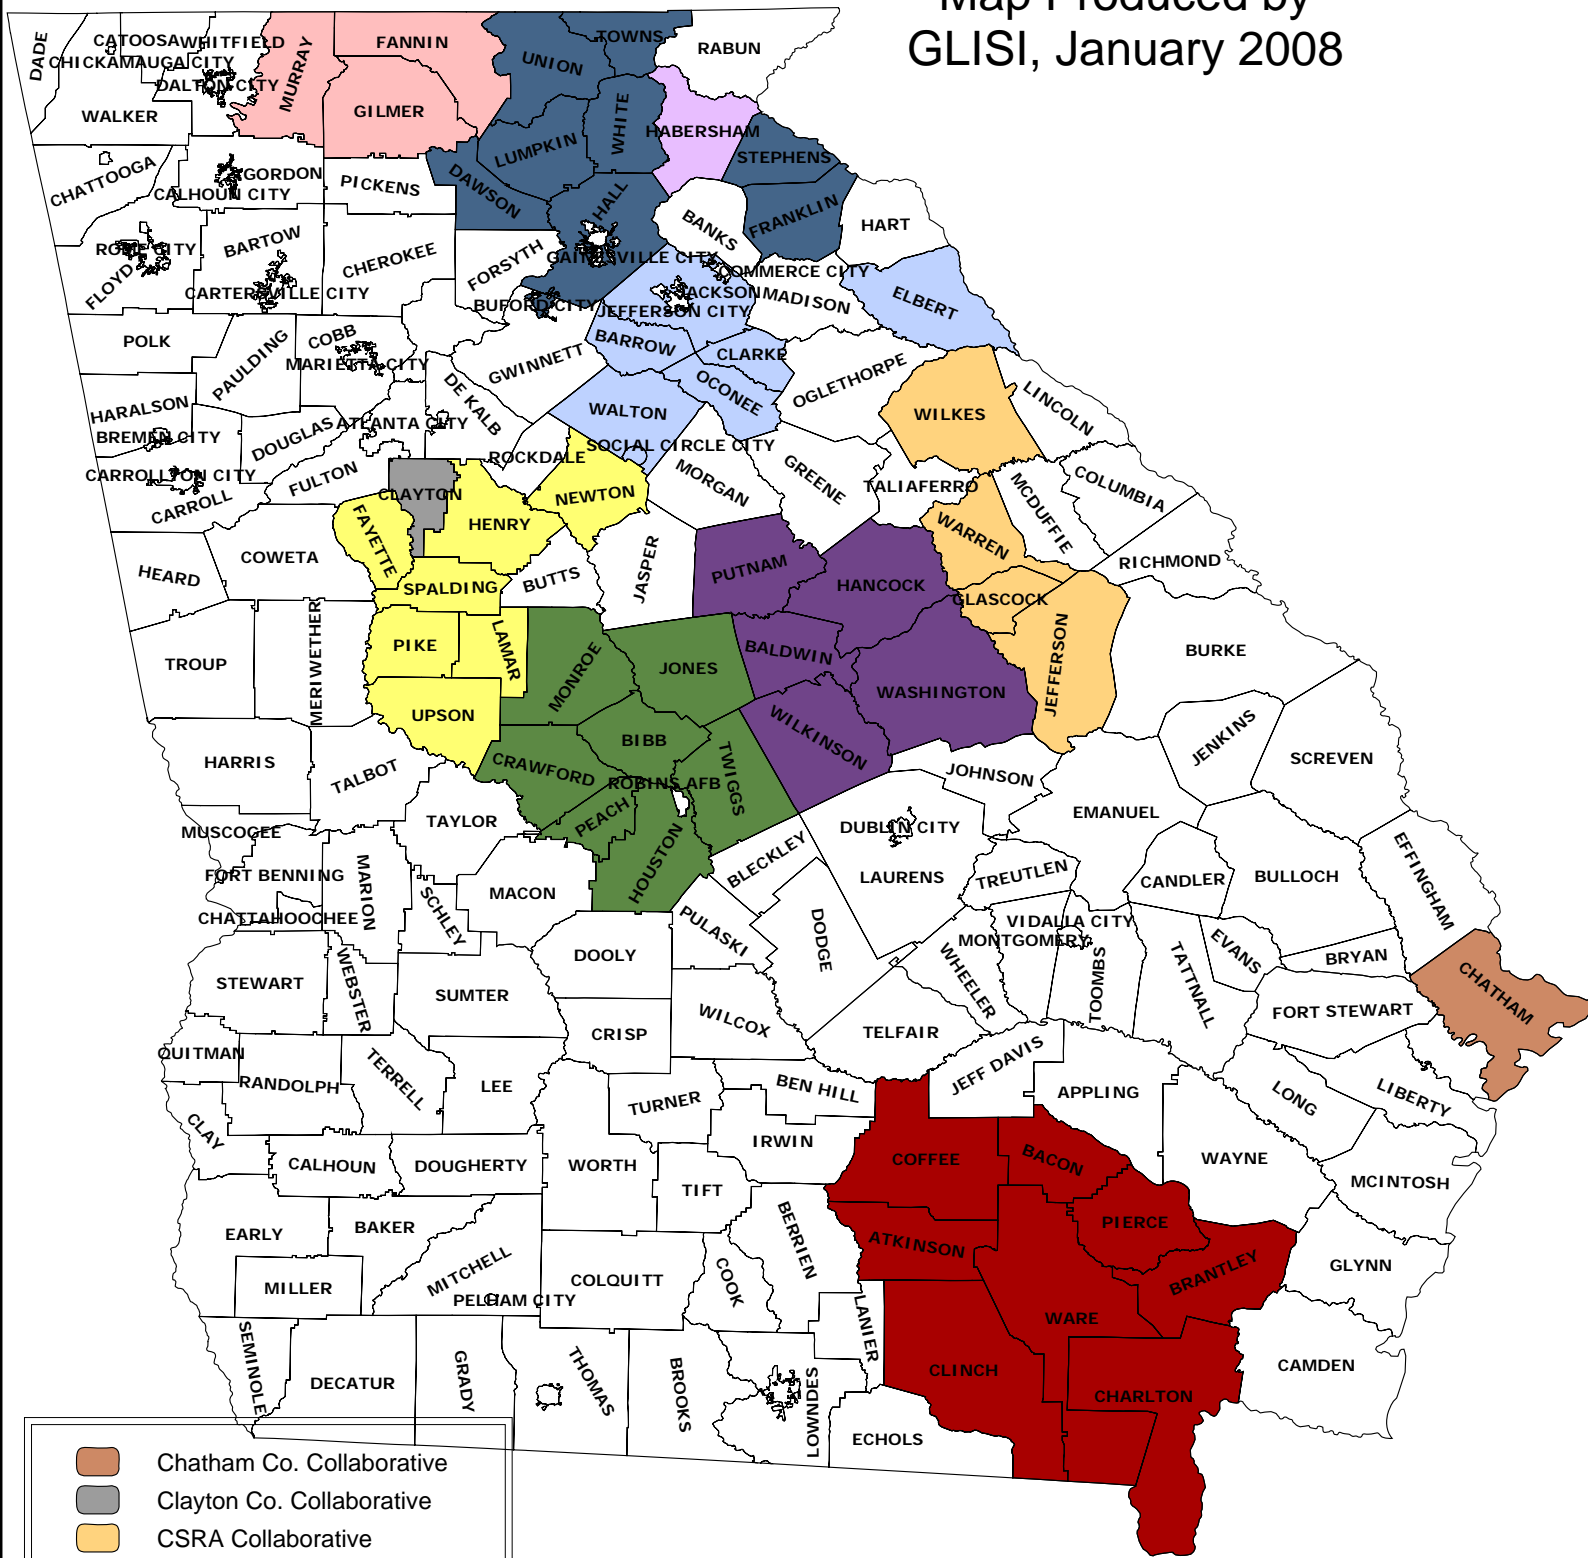 Map Produced by
GLISI, January 2008
DADE
CATOOSA
WHITFIELD
CHICKAMAUGA CITY
DALTON CITY
MURRAY
FANNIN
UNION
TOWNS
RABUN
WALKER
GILMER
LUMPKIN
WHITE
HABERSHAM
STEPHENS
CHATTOOGA
GORDON
CALHOUN CITY
PICKENS
DAWSON
HALL
BANKS
FRANKLIN
HART
ROME CITY
FLOYD
BARTOW
CARTERSVILLE CITY
CHEROKEE
FORSYTH
GAINESVILLE CITY
COMMERCE CITY
BUFORD CITY
JACKSON
JEFFERSON CITY
MADISON
ELBERT
POLK
PAULDING
COBB
MARIETTA CITY
GWINNETT
BARROW
CLARKE
OCONEE
OGLETHORPE
HARALSON
BREMEN CITY
DOUGLAS
ATLANTA CITY
DE KALB
WALTON
WILKES
LINCOLN
CARROLLTON CITY
CARROLL
FULTON
CLAYTON
ROCKDALE
SOCIAL CIRCLE CITY
NEWTON
MORGAN
GREENE
TALIAFERRO
MCDUFFIE
COLUMBIA
HEARD
COWETA
FAYETTE
HENRY
SPALDING
BUTTS
JASPER
PUTNAM
HANCOCK
WARREN
GLASCOCK
RICHMOND
TROUP
MERIWETHER
PIKE
LAMAR
MONROE
JONES
BALDWIN
WASHINGTON
JEFFERSON
BURKE
UPSON
WILKINSON
HARRIS
TALBOT
CRAWFORD
BIBB
ROBINS AFB
TWIGGS
JOHNSON
JENKINS
SCREVEN
MUSCOGEE
TAYLOR
PEACH
HOUSTON
BLECKLEY
DUBLIN CITY
LAURENS
EMANUEL
FORT BENNING
MARION
CHATTAHOOCHEE
SCHLEY
MACON
PULASKI
DODGE
TREUTLEN
CANDLER
BULLOCH
EFFINGHAM
STEWART
WEBSTER
SUMTER
DOOLY
VIDALIA CITY
MONTGOMERY
WHEELER
TOOMBS
TATTNALL
EVANS
BRYAN
CHATHAM
QUITMAN
RANDOLPH
TERRELL
LEE
CRISP
WILCOX
TELFAIR
FORT STEWART
TURNER
BEN HILL
JEFF DAVIS
APPLING
LONG
LIBERTY
CLAY
CALHOUN
DOUGHERTY
WORTH
IRWIN
TIFT
COFFEE
BACON
WAYNE
MCINTOSH
EARLY
BAKER
MITCHELL
BERRIEN
ATKINSON
PIERCE
BRANTLEY
GLYNN
MILLER
PELHAM CITY
COLQUITT
COOK
LANIER
WARE
SEMINOLE
DECATUR
GRADY
THOMAS
BROOKS
LOWNDES
CLINCH
CHARLTON
CAMDEN
ECHOLS
Chatham Co. Collaborative
Clayton Co. Collaborative
CSRA Collaborative